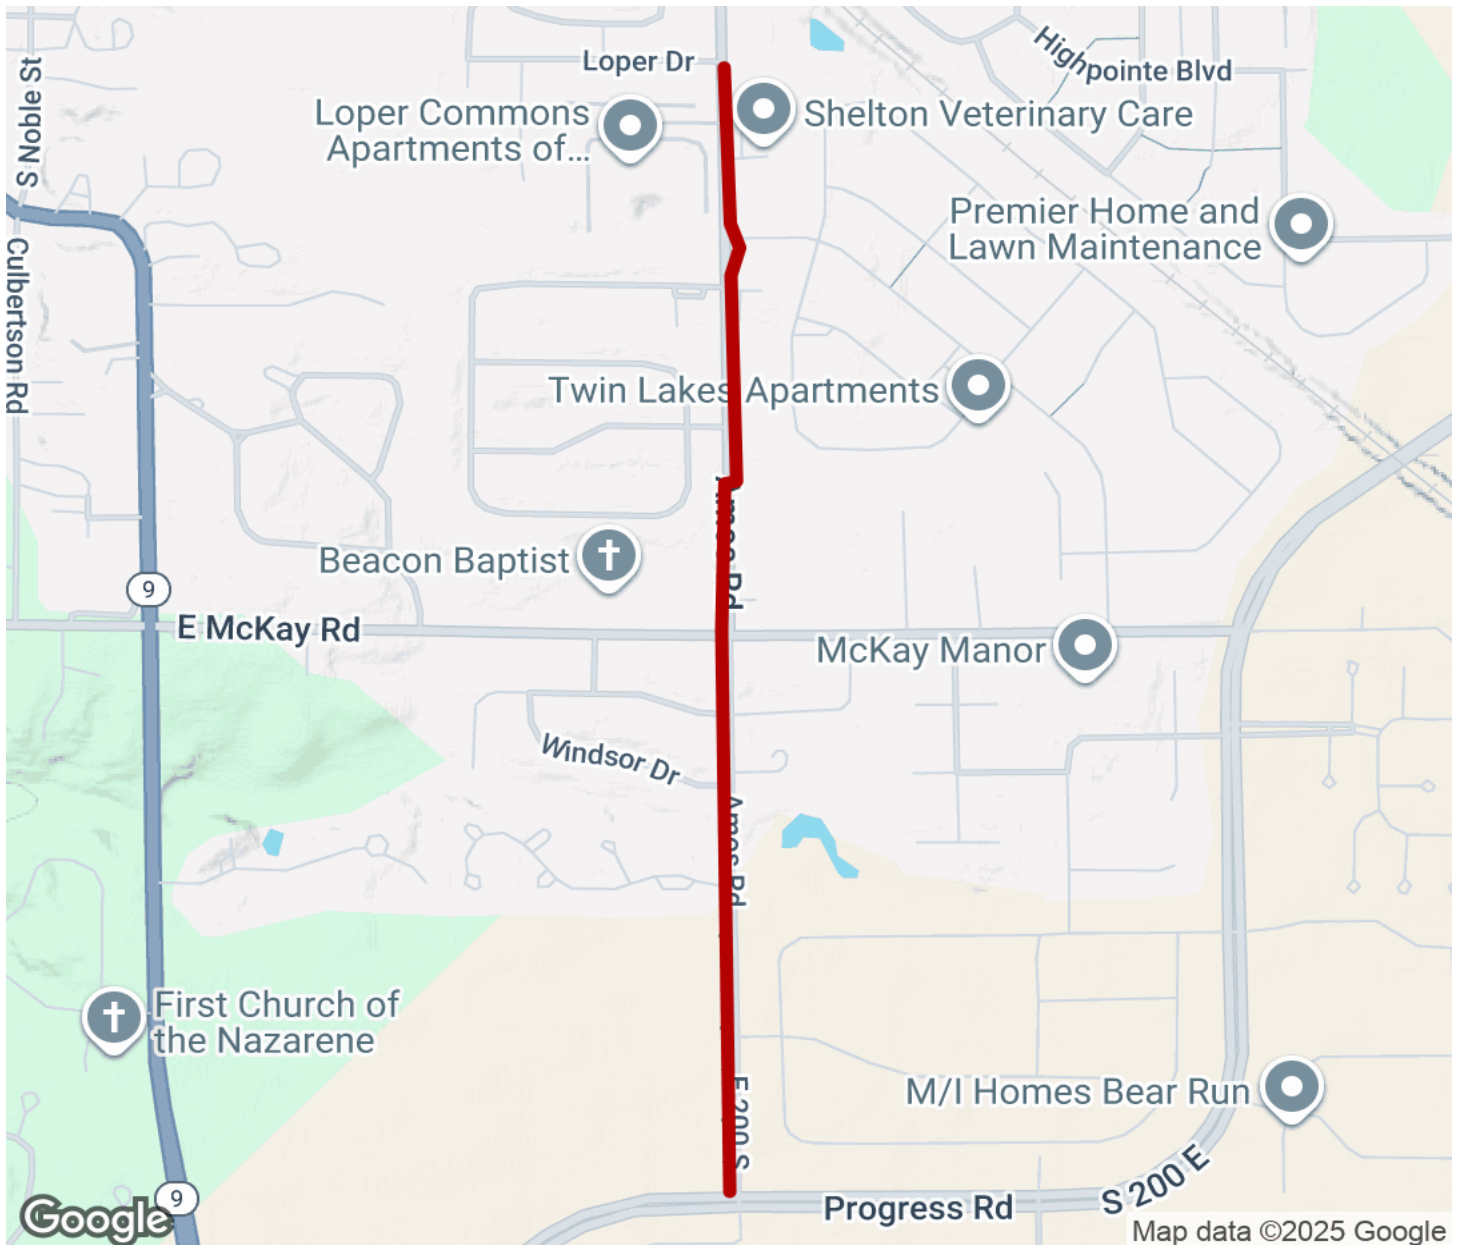 Loper Dr
Highpointe Blvd
S Noble St
Loper Commons
Apartments of...
Shelton Veterinary Care
Premier Home and
Lawn Maintenance
Culbertson Rd
Twin Lakes Apartments
Amos Rd
Beacon Baptist
9
E McKay Rd
McKay Manor
Windsor Dr
Amos Rd
First Church of
the Nazarene
M/I Homes Bear Run
E 200 S
S 200 E
9
Progress Rd
Google
Map data ©2025 Google